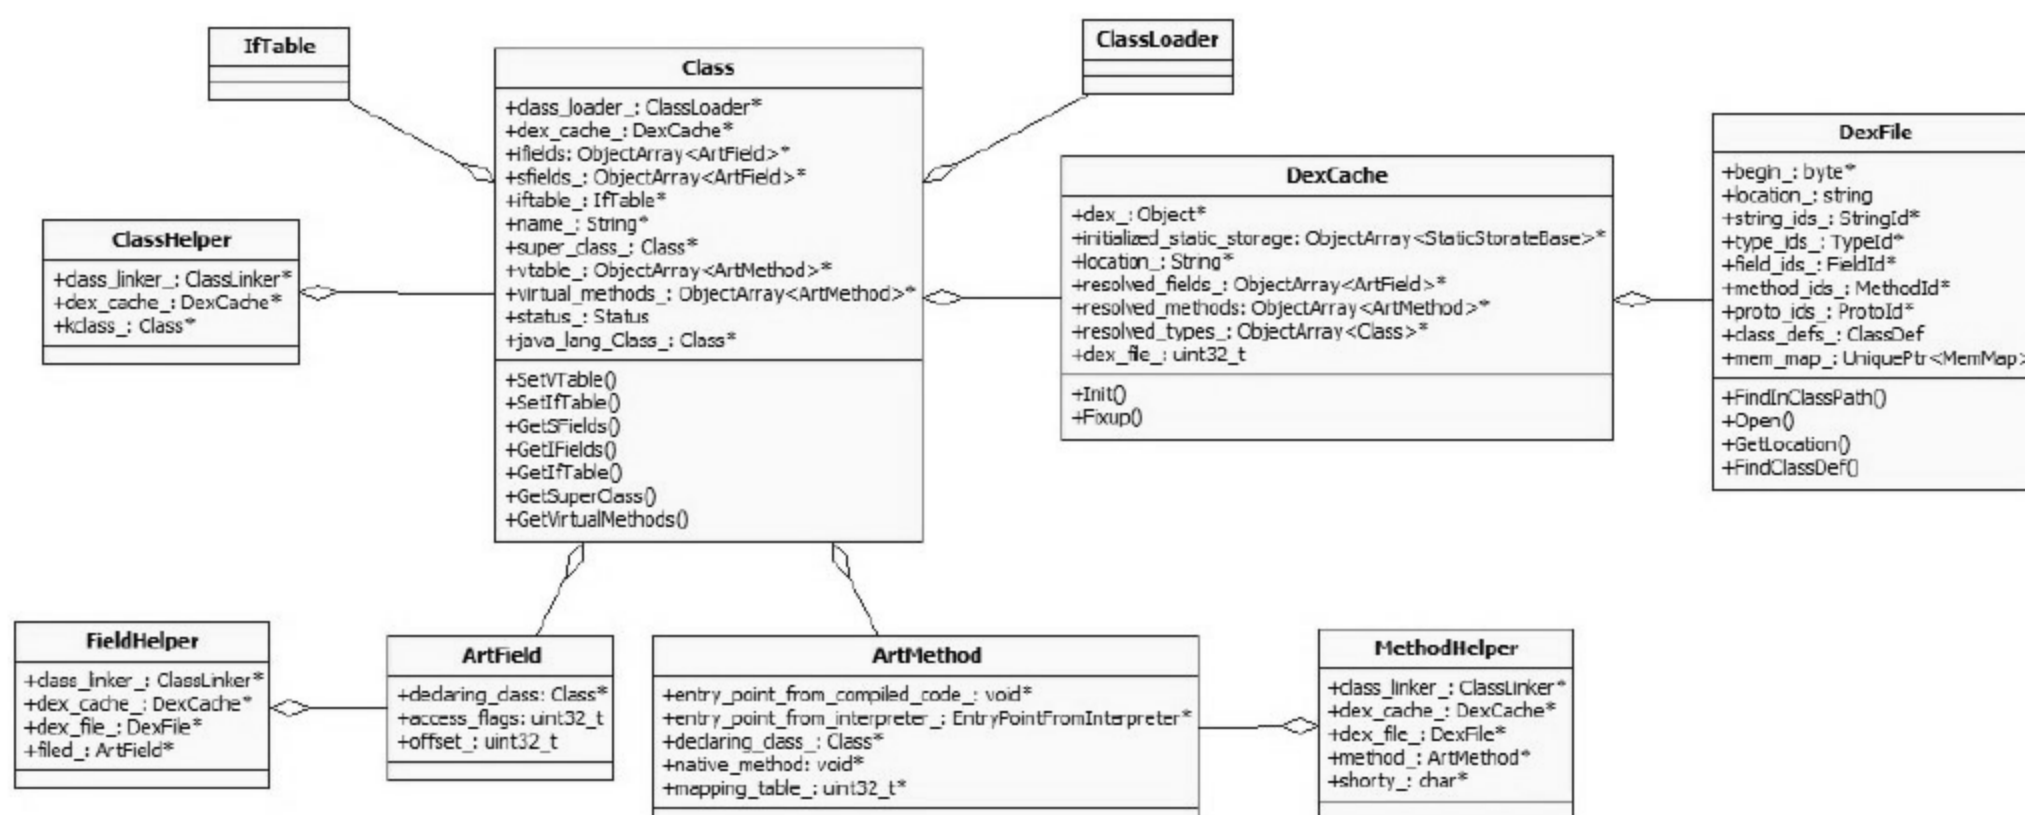 IfTable
Class
+class_loader_: ClassLoader*
+dex_cache_: DexCache*
+ifields: ObjectArray<ArtField>*
+sfields_: ObjectArray<ArtField>*
+iftable_: IfTable*
+name_: String*
+super_class_: Class*
+vtable_: ObjectArray<ArtMethod>*
+virtual_methods_: ObjectArray<ArtMethod>*
+status_: Status
+java_lang_Class_: Class*
+SetVTable()
+SetIfTable()
+GetSFields()
+GetIFields()
+GetIfTable()
+GetSuperClass()
+GetVirtualMethods()
ClassLoader
DexCache
+dex_: Object*
+initialized_static_storage: ObjectArray<StaticStorateBase>*
+location_: String*
+resolved_fields_: ObjectArray<ArtField>*
+resolved_methods: ObjectArray<ArtMethod>*
+resolved_types_: ObjectArray<Class>*
+dex_file_: uint32_t
+Init()
+Fixup()
DexFile
+begin_: byte*
+location_: string
+string_ids_: StringId*
+type_ids_: TypeId*
+field_ids_: FieldId*
+method_ids_: MethodId*
+proto_ids_: ProtoId*
+class_defs_: ClassDef
+mem_map_: UniquePtr<MemMap>
+FindInClassPath()
+Open()
+GetLocation()
+FindClassDef()
ClassHelper
+class_linker_: ClassLinker*
+dex_cache_: DexCache*
+kclass_: Class*
FieldHelper
+class_linker_: ClassLinker*
+dex_cache_: DexCache*
+dex_file_: DexFile*
+filed_: ArtField*
ArtField
+declaring_class: Class*
+access_flags: uint32_t
+offset_: uint32_t
ArtMethod
+entry_point_from_compiled_code_: void*
+entry_point_from_interpreter_: EntryPointFromInterpreter*
+declaring_class_: Class*
+native_method: void*
+mapping_table_: uint32_t*
MethodHelper
+class_linker_: ClassLinker*
+dex_cache_: DexCache*
+dex_file_: DexFile*
+method_: ArtMethod*
+shorty_: char*